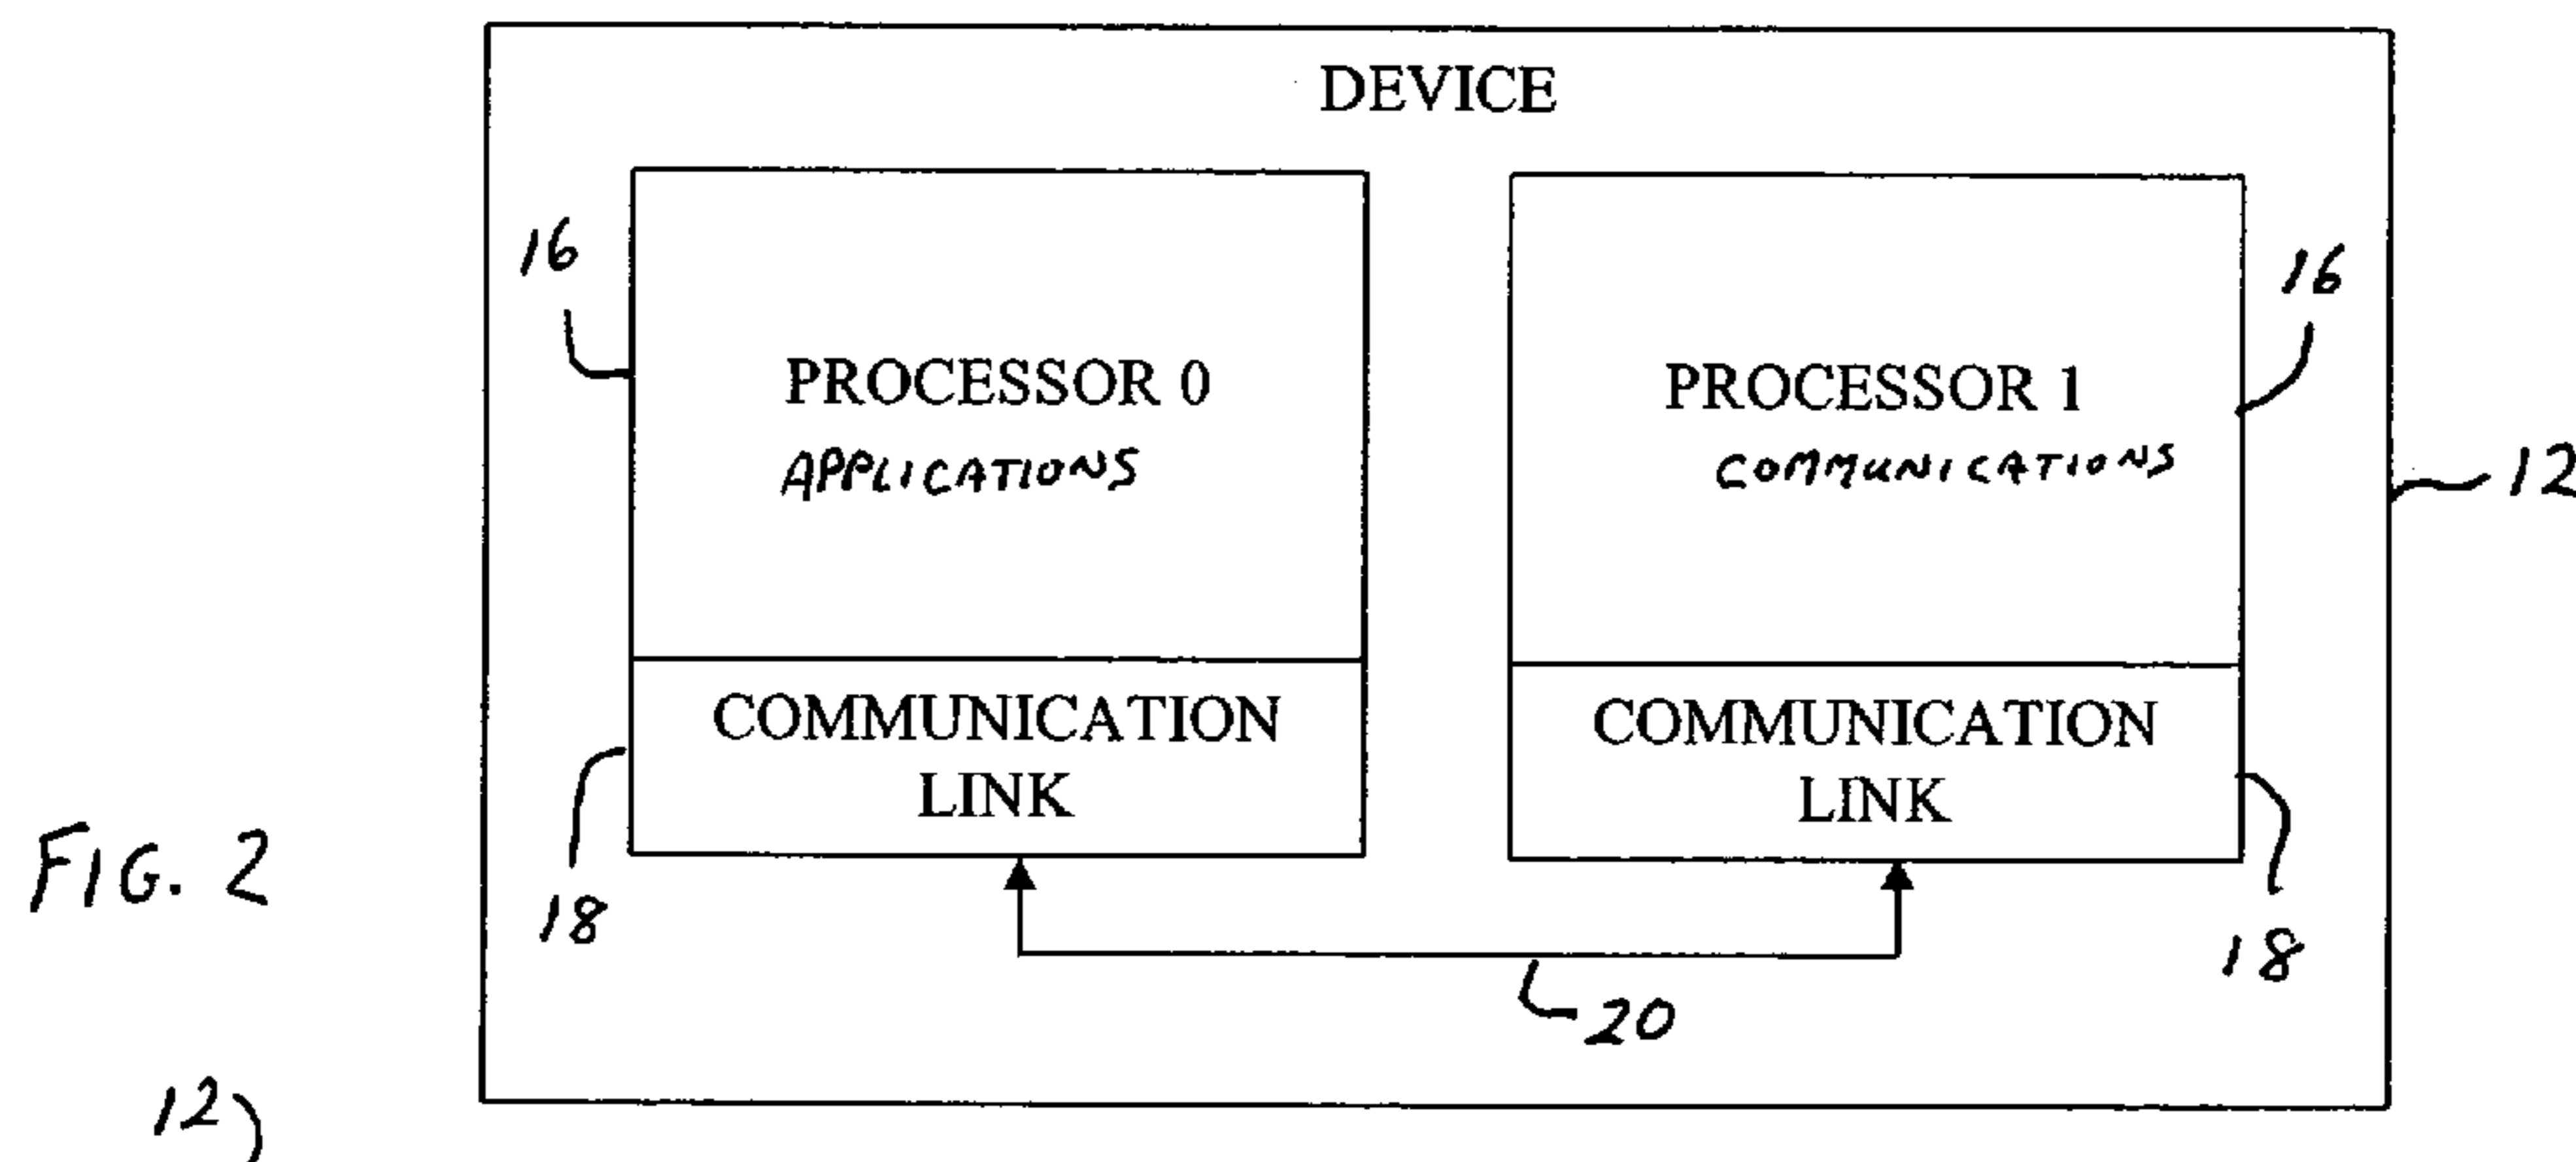 DEVICE
16
16
PROCESSOR 0
APPLICATIONS
PROCESSOR 1
COMMUNICATIONS
12
COMMUNICATION
LINK
COMMUNICATION
LINK
FIG. 2
18
18
20
12